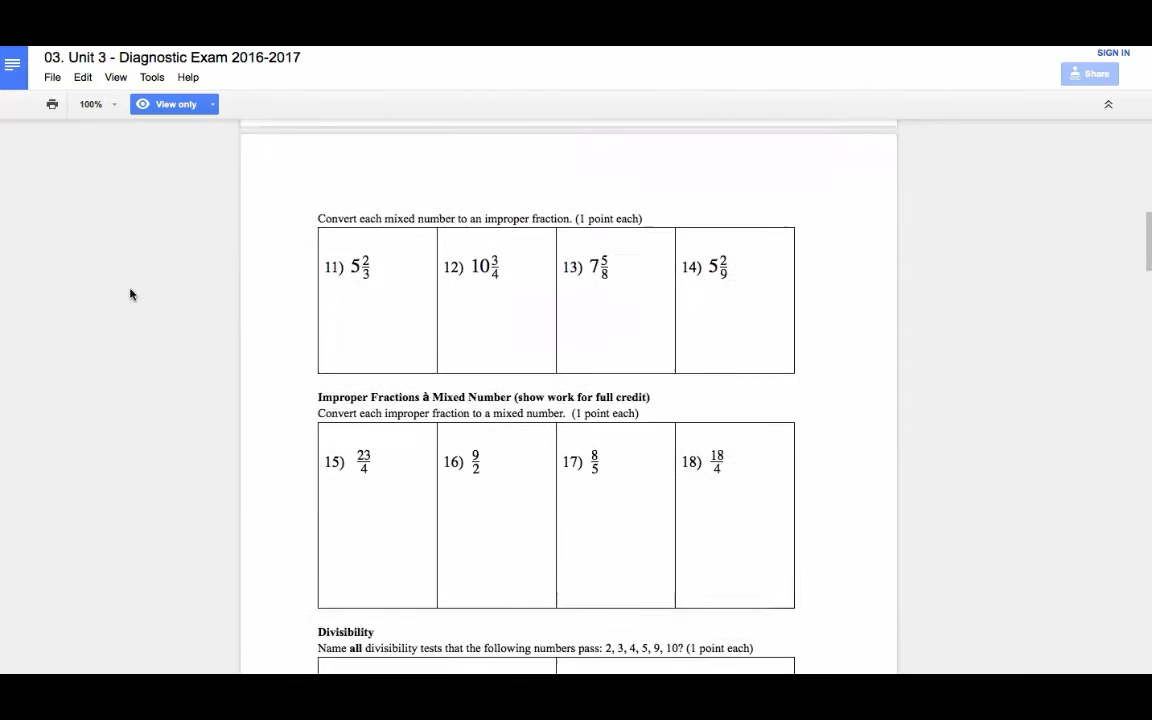 03. Unit 3 - Diagnostic Exam 2016-2017
SIGN IN
File Edit View Tools Help
Share
100% View only
Convert each mixed number to an improper fraction. (1 point each)
11) 5 2/3 12) 10 3/4 13) 7 5/8 14) 5 2/9
Improper Fractions à Mixed Number (show work for full credit)
Convert each improper fraction to a mixed number. (1 point each)
15) 23/4 16) 9/2 17) 8/5 18) 18/4
Divisibility
Name all divisibility tests that the following numbers pass: 2, 3, 4, 5, 9, 10? (1 point each)